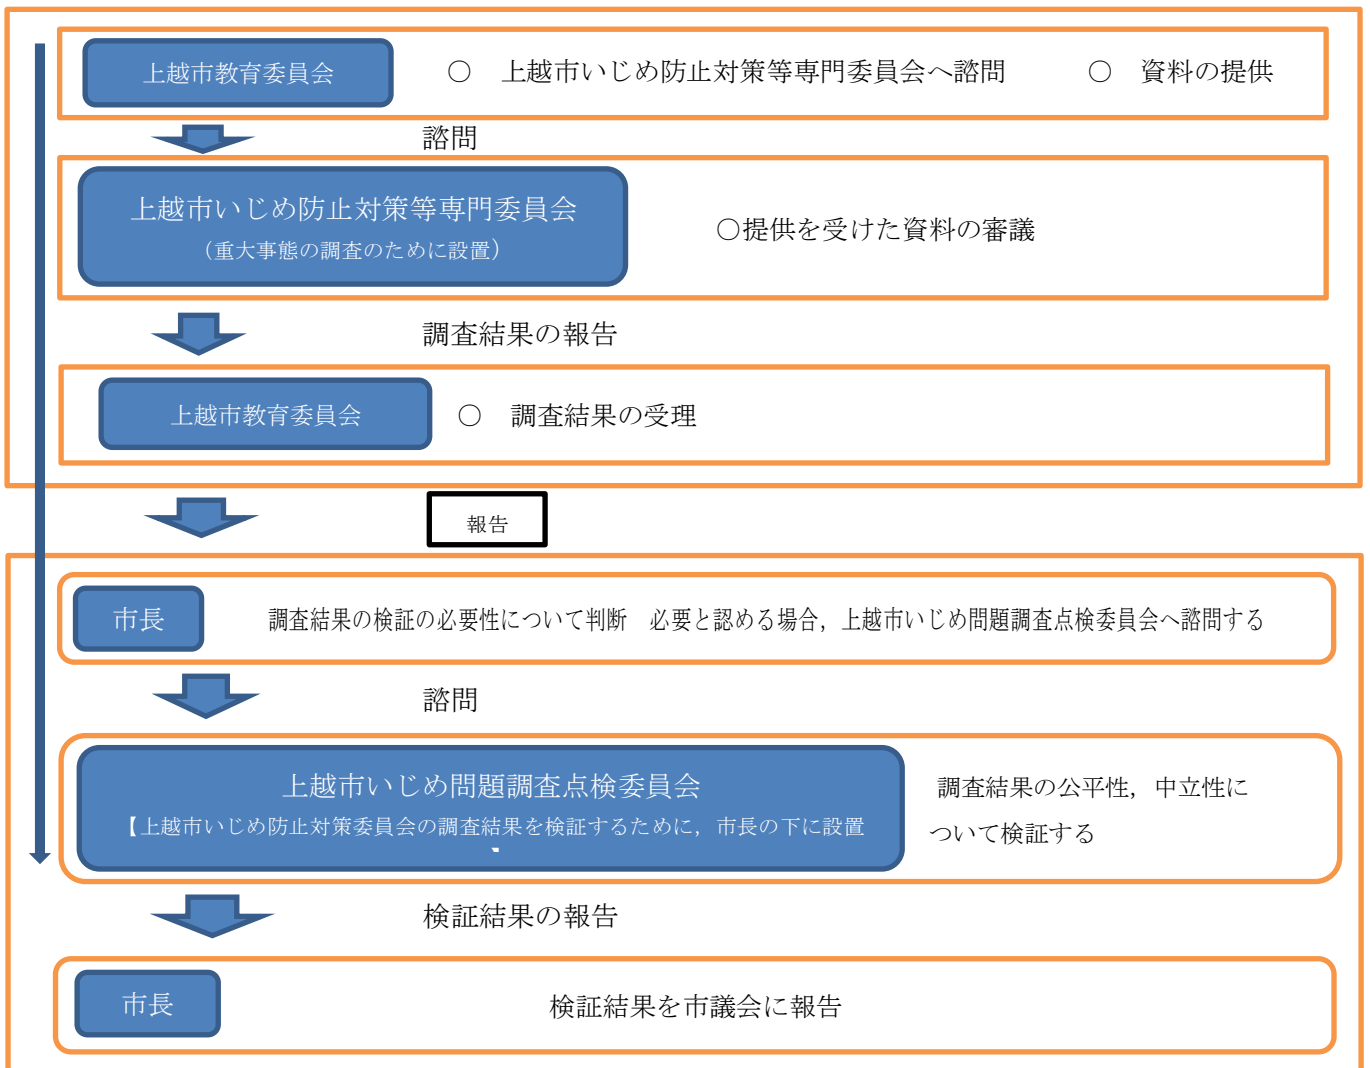 上越市教育委員会　○　上越市いじめ防止対策等専門委員会へ諮問　○　資料の提供
諮問
上越市いじめ防止対策等専門委員会
（重大事態の調査のために設置）
○提供を受けた資料の審議
調査結果の報告
上越市教育委員会　○　調査結果の受理
報告
市長　調査結果の検証の必要性について判断　必要と認める場合，上越市いじめ問題調査点検委員会へ諮問する
諮問
上越市いじめ問題調査点検委員会
【上越市いじめ防止対策委員会の調査結果を検証するために，市長の下に設置
】
調査結果の公平性，中立性に
ついて検証する
検証結果の報告
市長　検証結果を市議会に報告